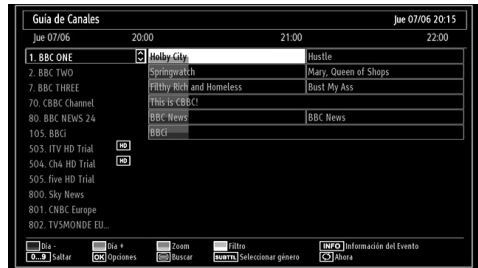 Guía de Canales Jue 07/06 20:15
Jue 07/06 20:00 21:00 22:00
1. BBC ONE Holby City Hustle
2. BBC TWO Springwatch Mary, Queen of Shops
7. BBC THREE Filthy Rich and Homeless Bust My Ass
70. CBBC Channel This is CBBC!
80. BBC NEWS 24 BBC News BBC News
105. BBCi BBCi
503. ITV HD Trial HD
504. Ch4 HD Trial HD
505. five HD Trial
800. Sky News
801. CNBC Europe
802. TV5MONDE EU...
Día - Día + Zoom Filtro INFO Información del Evento
0...9 Saltar OK Opciones Buscar SUBTTL Seleccionar género Ahora